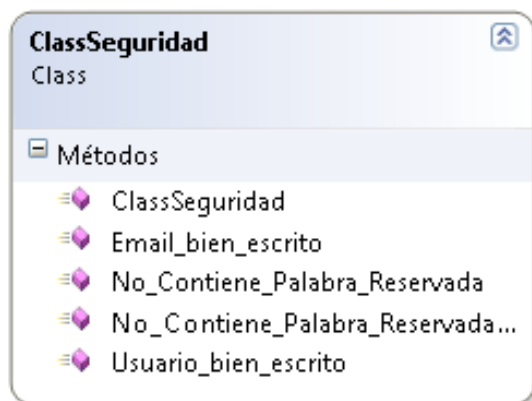 ClassSeguridad
Class
Métodos
ClassSeguridad
Email_bien_escrito
No_Contiene_Palabra_Reservada
No_Contiene_Palabra_Reservada...
Usuario_bien_escrito